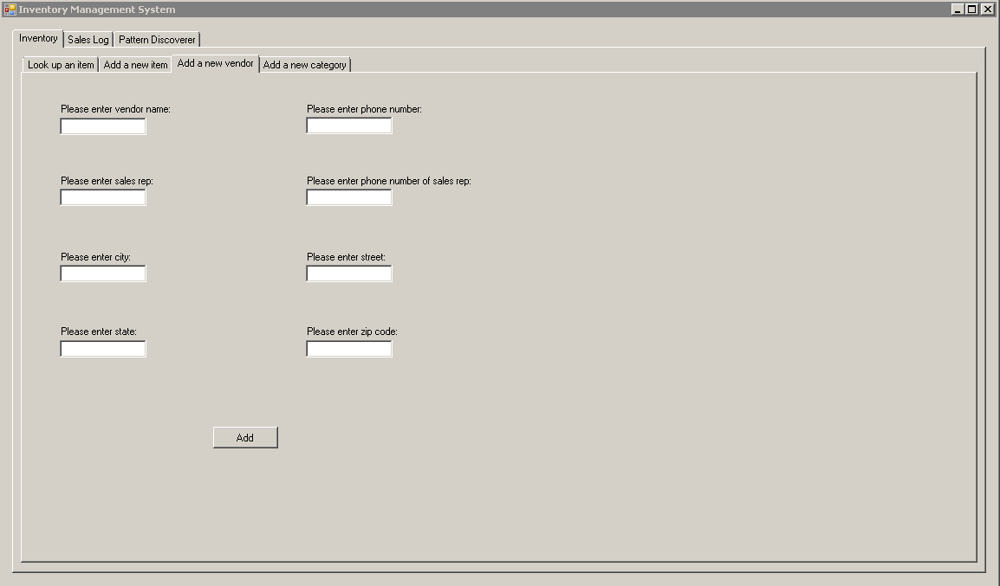 Inventory Management System
Inventory Sales Log Pattern Discoverer
Look up an item Add a new item Add a new vendor Add a new category
Please enter vendor name: Please enter phone number:
Please enter sales rep: Please enter phone number of sales rep:
Please enter city: Please enter street:
Please enter state: Please enter zip code:
Add